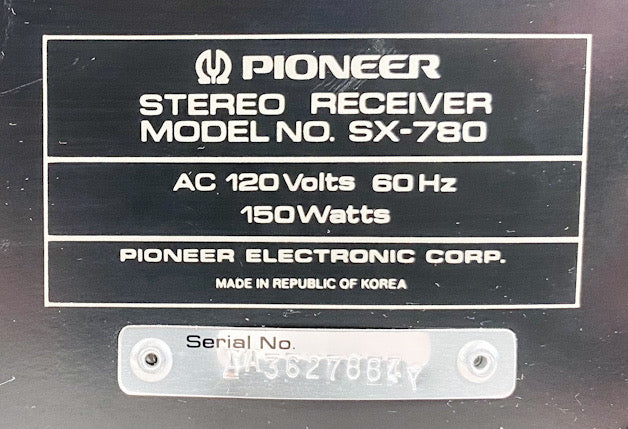 PIONEER
STEREO RECEIVER
MODEL NO. SX-780
AC 120 Volts 60 Hz
150 Watts
PIONEER ELECTRONIC CORP.
MADE IN REPUBLIC OF KOREA
Serial No.